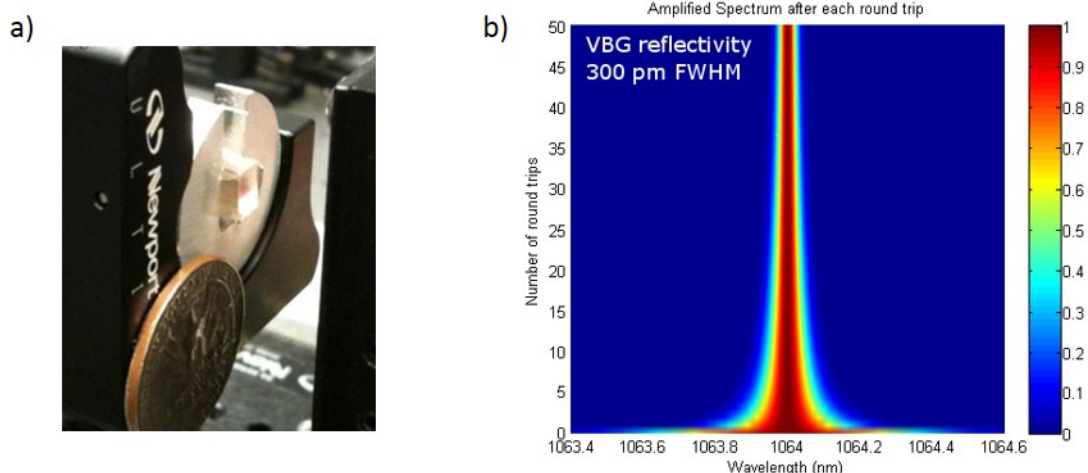 a)
Newport
U L T I
Newport
b)
Amplified Spectrum after each round trip
VBG reflectivity
300 pm FWHM
Number of round trips
50
45
40
35
30
25
20
15
10
5
0
1063.4 1063.6 1063.8 1064 1064.2 1064.4 1064.6
Wavelength (nm)
1
0.9
0.8
0.7
0.6
0.5
0.4
0.3
0.2
0.1
0